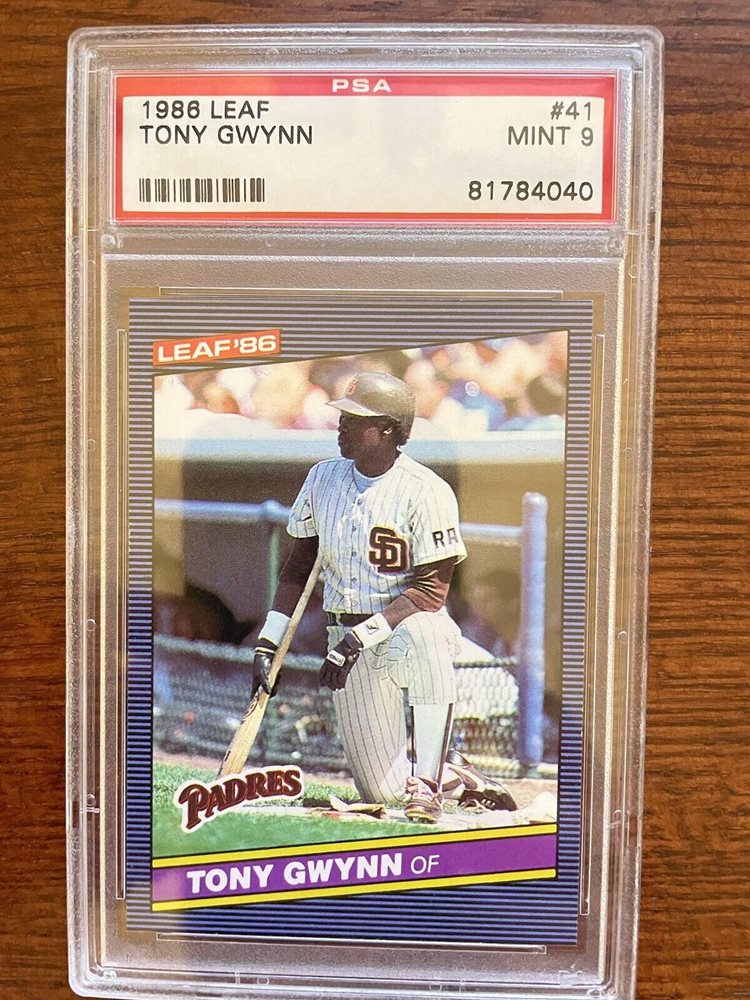 PSA
1986 LEAF #41
TONY GWYNN MINT 9
81784040
LEAF '86
SD
RA
PADRES
TONY GWYNN OF